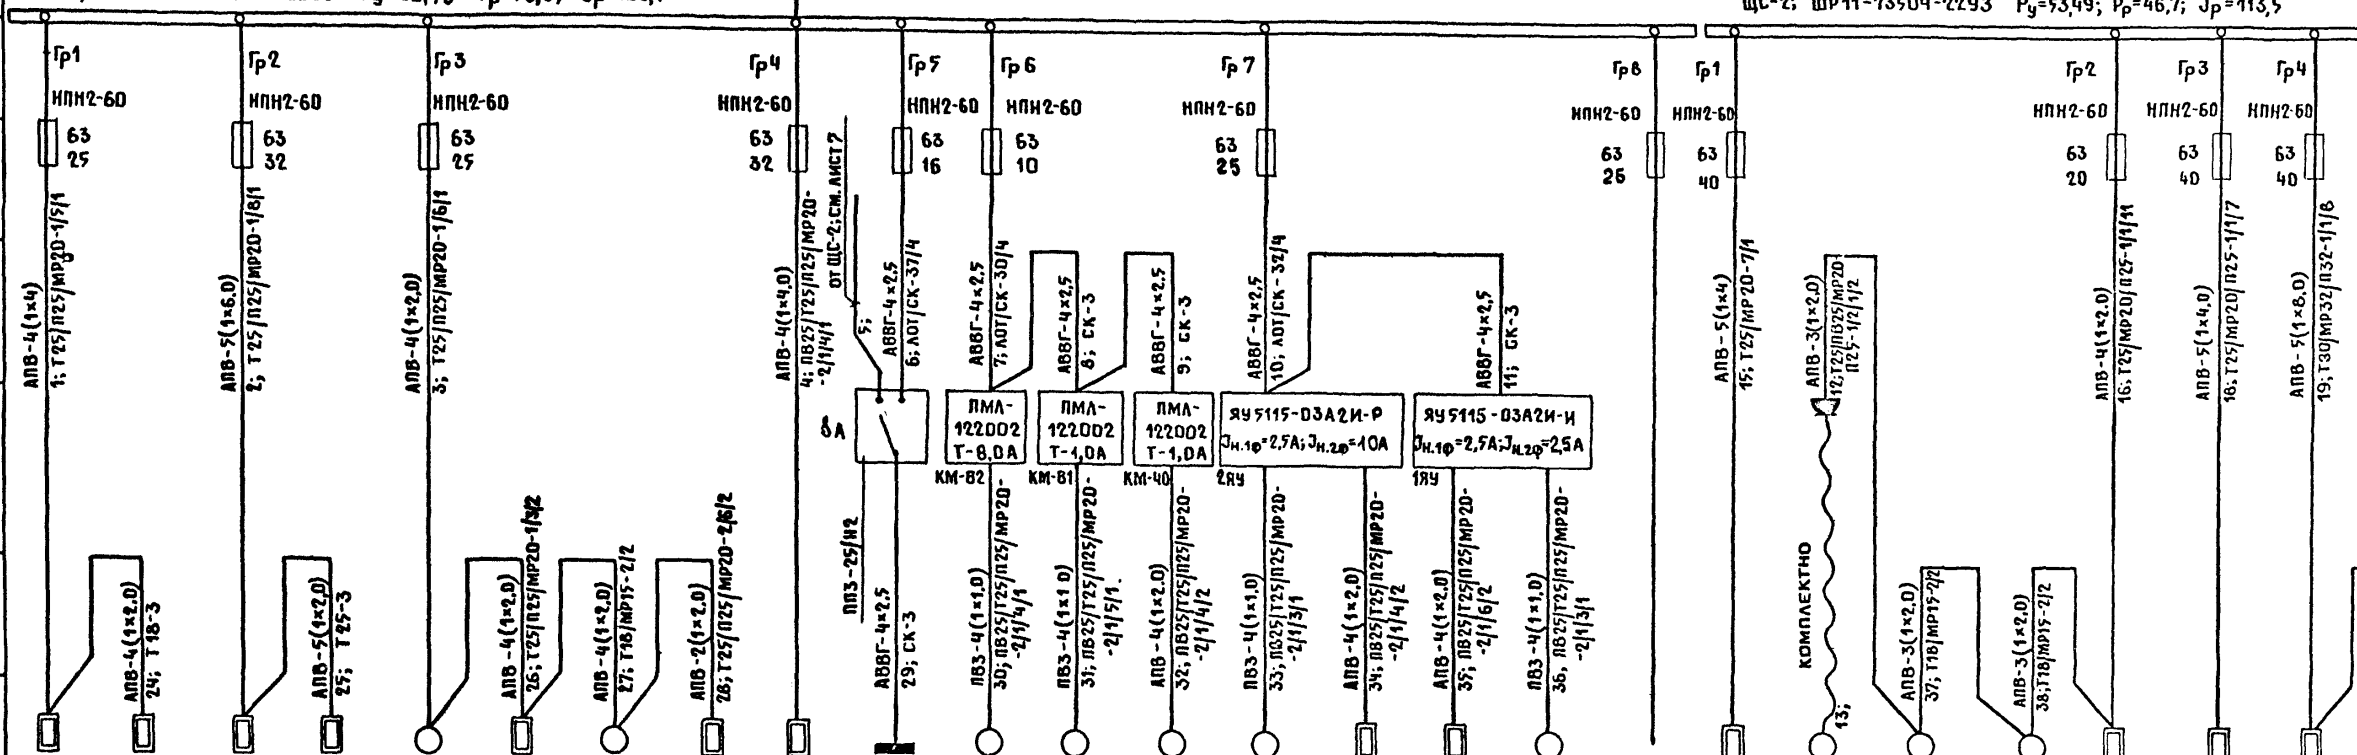 ЩС-2; ШР11-73504-22У3 Ру=53,49; Рр=46,7; Jр=113,5
Гр1
НПН2-60
63
25
АПВ-4(1×4)
1; Т25/П25/МР20-1/5/1
Гр2
НПН2-60
63
32
АПВ-5(1×6.0)
2; Т25/П25/МР20-1/8/1
Гр3
НПН2-60
63
25
АПВ-4(1×2,0)
3; Т25/П25/МР20-1/6/1
Гр4
НПН2-60
63
32
АПВ-4(1×4,0)
4; ПВ25/Т25/П25/МР20-
-2/1/4/1
ОТ ЩС-2; СМ. ЛИСТ 7
5;
Гр5
НПН2-60
63
16
АВВГ-4×2,5
6; ЛОТ/СК-37/4
Гр6
НПН2-60
63
10
АВВГ-4×2,5
7; ЛОТ/СК-30/4
АВВГ-4×2,5
8; СК-3
АВВГ-4×2,5
9; СК-3
Гр7
НПН2-60
63
25
АВВГ-4×2,5
10; ЛОТ/СК-32/4
АВВГ-4×2,5
11; СК-3
Гр8
НПН2-60
63
25
Гр1
НПН2-60
63
40
АПВ-5(1×4)
15; Т25/МР20-7/1
АПВ-3(1×2,0)
12; Т25/ПВ25/МР20-
П25-1/2/1/2
Гр2
НПН2-60
63
20
АПВ-4(1×2.0)
16; Т25/МР20/П25-1/1/11
Гр3
НПН2-60
63
40
АПВ-5(1×4,0)
18; Т25/МР20/П25-1/1/7
Гр4
НПН2-60
63
40
АПВ-5(1×8,0)
19; Т30/МР32/П32-1/1/8
ЯА
ПМЛ-
122002
Т-8,0А
КМ-82
ПМЛ-
122002
Т-1,0А
КМ-81
ПМЛ-
122002
Т-1,0А
КМ-40
ЯУ5115-03А2И-Р
Jн.1ф=2,5А; Jн.2ф=10А
2ЯУ
ЯУ5115-03А2И-И
Jн.1ф=2,5А; Jн.2ф=2,5А
1ЯУ
АПВ-4(1×2,0)
24; Т18-3
АПВ-5(1×2,0)
25; Т25-3
АПВ-4(1×2,0)
26; Т25/П25/МР20-1/3/2
АПВ-4(1×2,0)
27; Т18/МР15-2/2
АПВ-2(1×2,0)
28; Т25/П25/МР20-2/6/2
ПП3-25/Н2
АВВГ-4×2,5
29; СК-3
ПВ3-4(1×1,0)
30; ПВ25/Т25/П25/МР20-
-2/1/4/1
ПВ3-4(1×1 0)
31; ПВ25/Т25/П25/МР20-
-2/1/5/1.
АПВ-4(1×2.0)
32; ПВ25/Т25/П25/МР20-
-2/1/4/2
ПВ3-4(1×1.0)
33; ПВ25/Т25/П25/МР20-
-2/1/3/1
АПВ-4(1×2,0)
34; ПВ25/Т25/П25/МР20-
-2/1/4/2
АПВ-4(1×2,0)
35; ПВ25/Т25/П25/МР20-
-2/1/6/2
ПВ3-4(1×1,0)
36, ПВ25/Т25/П25/МР20-
-2/1/3/1
КОМПЛЕКТНО
13;
АПВ-3(1×2,0)
37; Т18/МР15-2/2
АПВ-3(1×2,0)
38; Т18/МР15-2/2